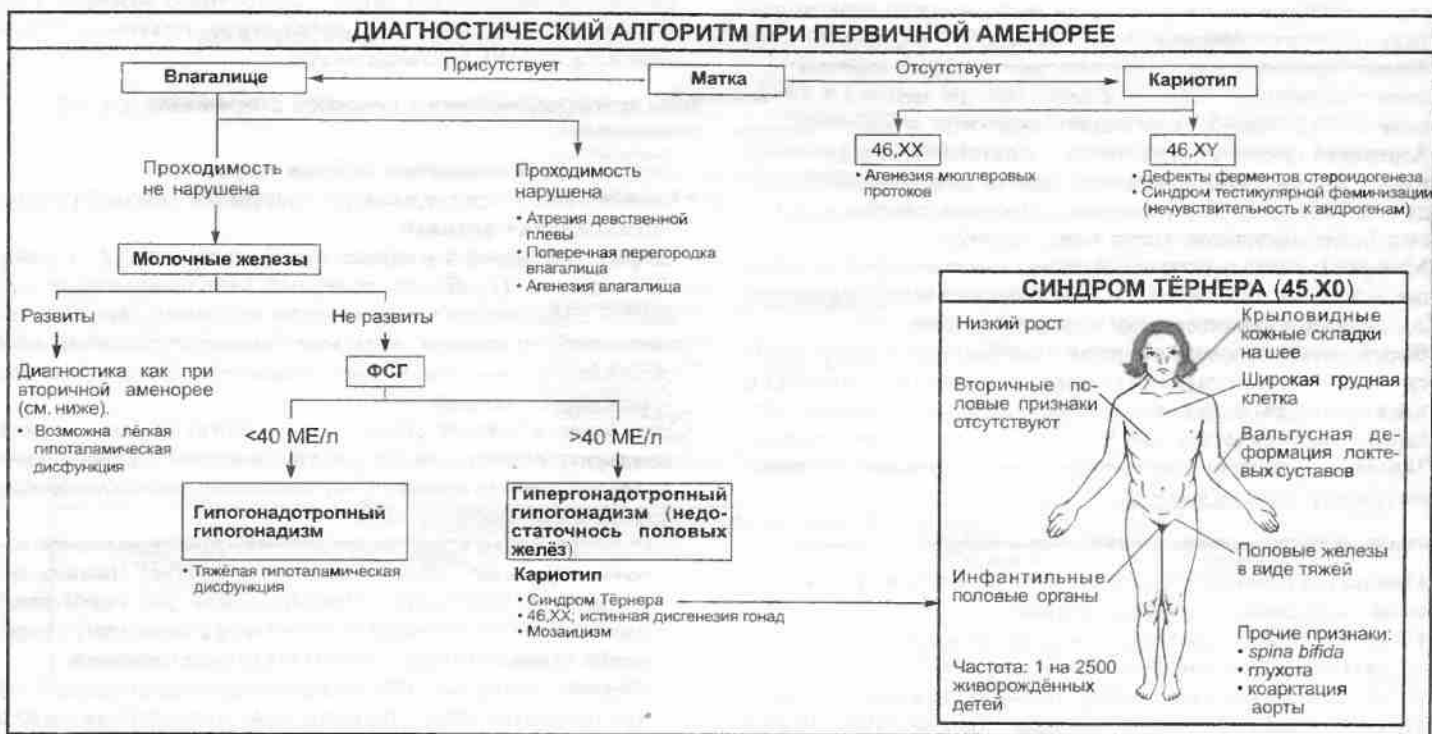 ДИАГНОСТИЧЕСКИЙ АЛГОРИТМ ПРИ ПЕРВИЧНОЙ АМЕНОРЕЕ
Влагалище
Присутствует
Матка
Отсутствует
Кариотип
Проходимость
не нарушена
Проходимость
нарушена
• Атрезия девственной
плевы
• Поперечная перегородка
влагалища
• Агенезия влагалища
46,XX
• Агенезия мюллеровых
протоков
46,XY
• Дефекты ферментов стероидогенеза
• Синдром тестикулярной феминизации
(нечувствительность к андрогенам)
Молочные железы
Развиты
Не развиты
Диагностика как при
вторичной аменорее
(см. ниже).
• Возможна лёгкая
гипоталамическая
дисфункция
ФСГ
<40 МЕ/л
>40 МЕ/л
Гипогонадотропный
гипогонадизм
• Тяжёлая гипоталамическая
дисфункция
Гипергонадотропный
гипогонадизм (недо-
статочнось половых
желёз)
Кариотип
• Синдром Тёрнера
• 46,XX; истинная дисгенезия гонад
• Мозаицизм
СИНДРОМ ТЁРНЕРА (45,X0)
Низкий рост
Крыловидные
кожные складки
на шее
Вторичные по-
ловые признаки
отсутствуют
Широкая грудная
клетка
Вальгусная де-
формация локте-
вых суставов
Инфантильные
половые органы
Половые железы
в виде тяжей
Частота: 1 на 2500
живорождённых
детей
Прочие признаки:
• spina bifida
• глухота
• коарктация
аорты